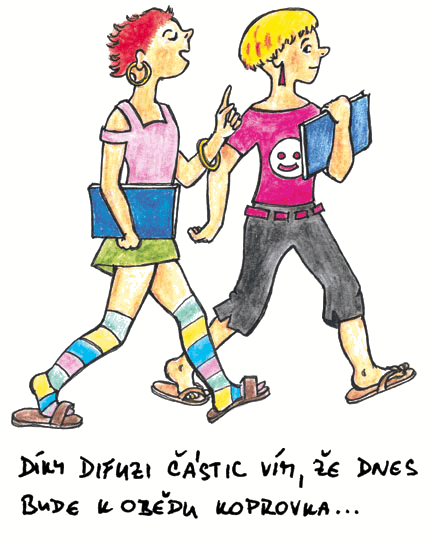 DÍKY DIFUZI ČÁSTIC VÍM, ŽE DNES
BUDE K OBĚDU KOPROVKA...